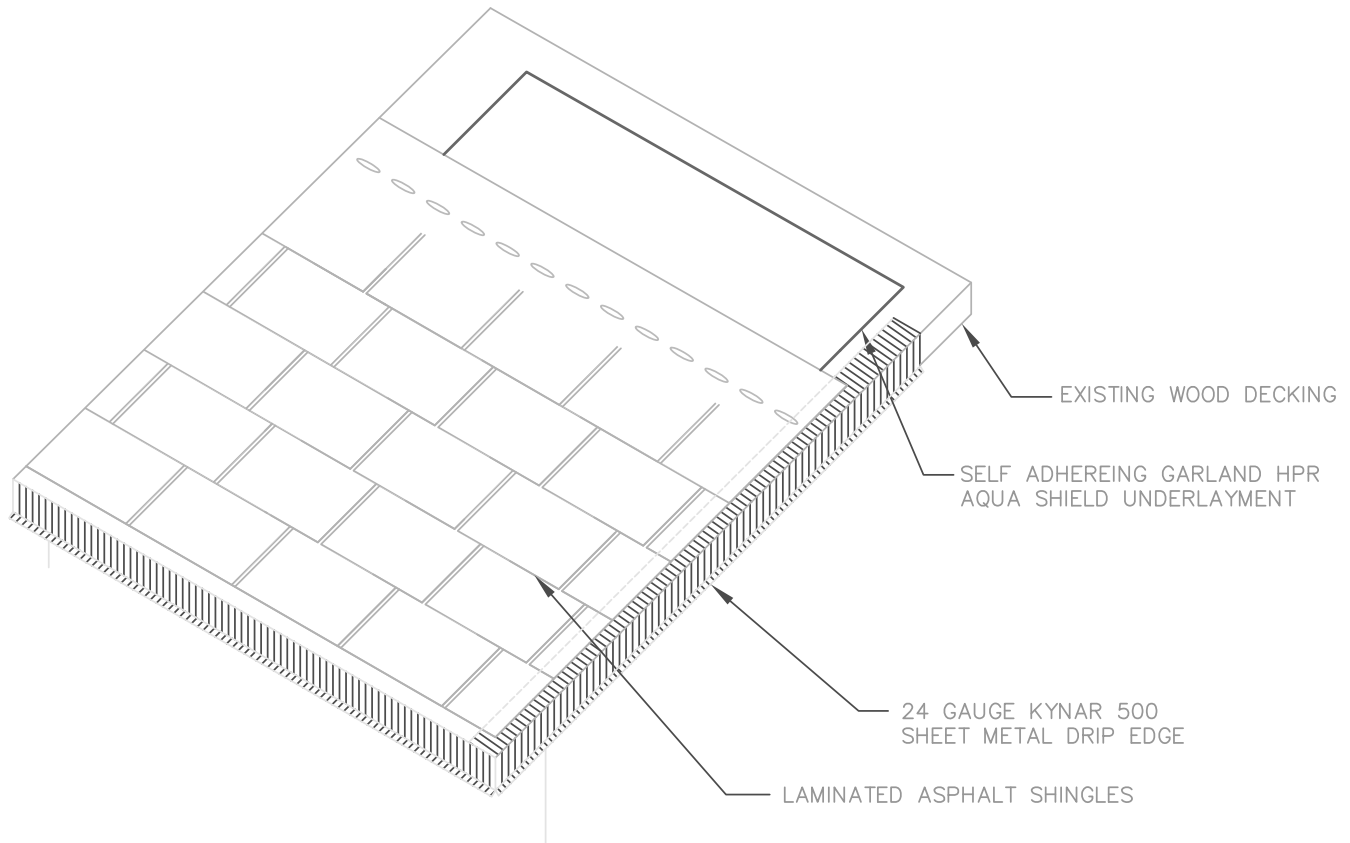 EXISTING WOOD DECKING
SELF ADHEREING GARLAND HPR
AQUA SHIELD UNDERLAYMENT
24 GAUGE KYNAR 500
SHEET METAL DRIP EDGE
LAMINATED ASPHALT SHINGLES